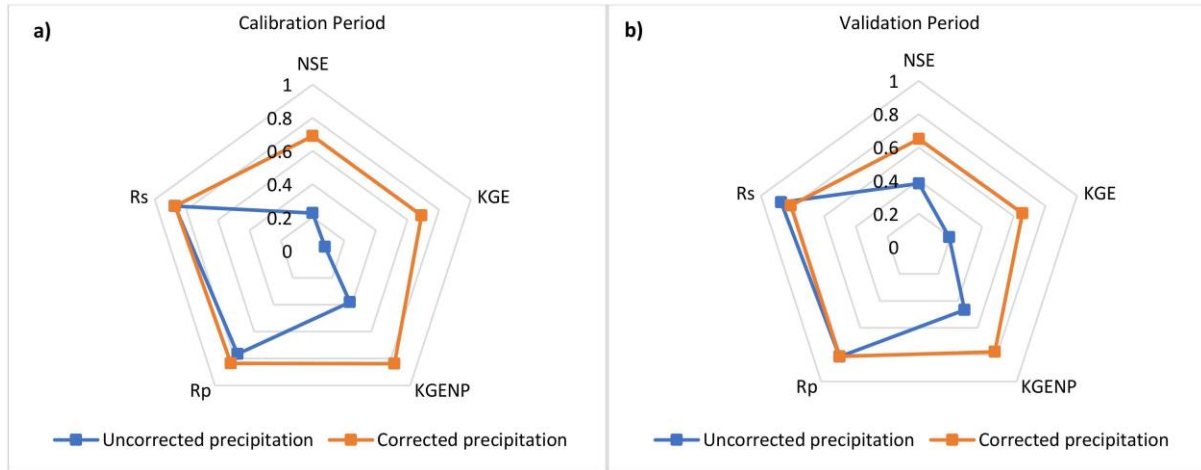 a)
Calibration Period
NSE
1
0.8
0.6
0.4
0.2
0
KGE
KGENP
Rp
Rs
Uncorrected precipitation
Corrected precipitation
b)
Validation Period
NSE
1
0.8
0.6
0.4
0.2
0
KGE
KGENP
Rp
Rs
Uncorrected precipitation
Corrected precipitation